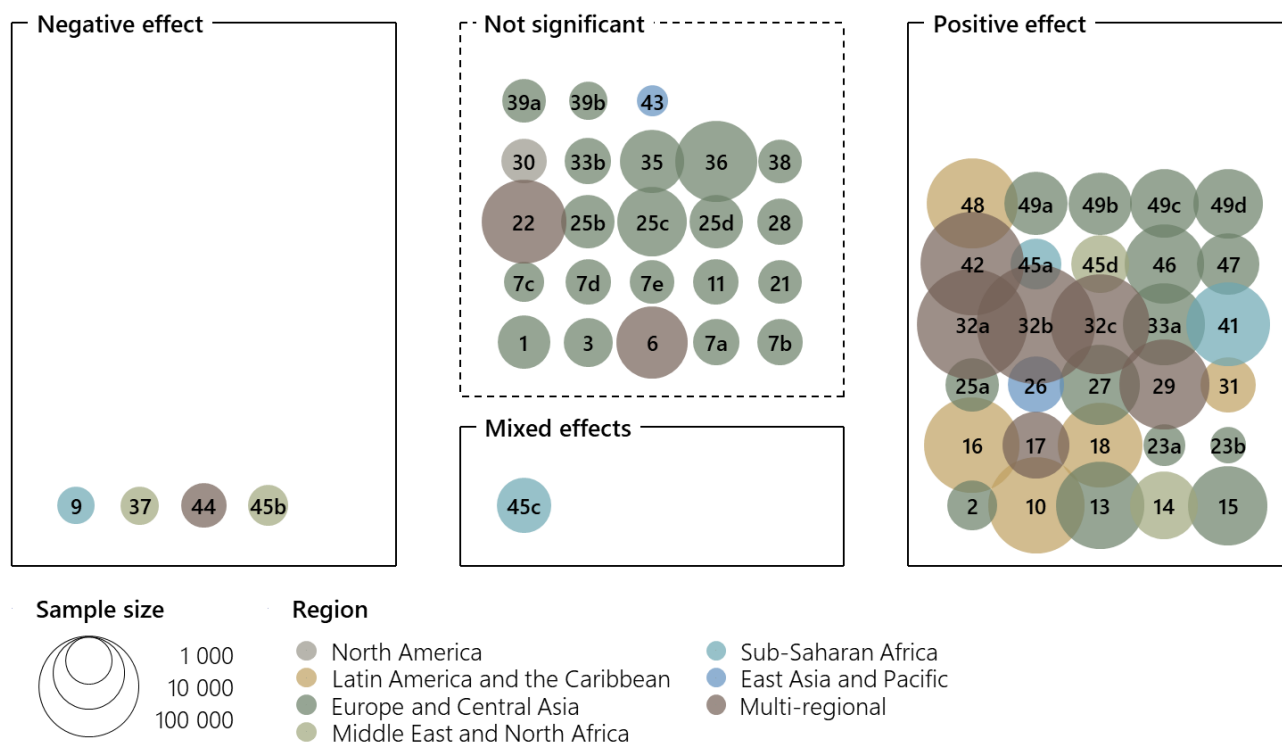 Negative effect
9 37 44 45b
Not significant
39a 39b 43
30 33b 35 36 38
22 25b 25c 25d 28
7c 7d 7e 11 21
1 3 6 7a 7b
Mixed effects
45c
Positive effect
48 49a 49b 49c 49d
42 45a 45d 46 47
32a 32b 32c 33a 41
25a 26 27 29 31
16 17 18 23a 23b
2 10 13 14 15
Sample size
1 000
10 000
100 000
Region
North America
Latin America and the Caribbean
Europe and Central Asia
Middle East and North Africa
Sub-Saharan Africa
East Asia and Pacific
Multi-regional